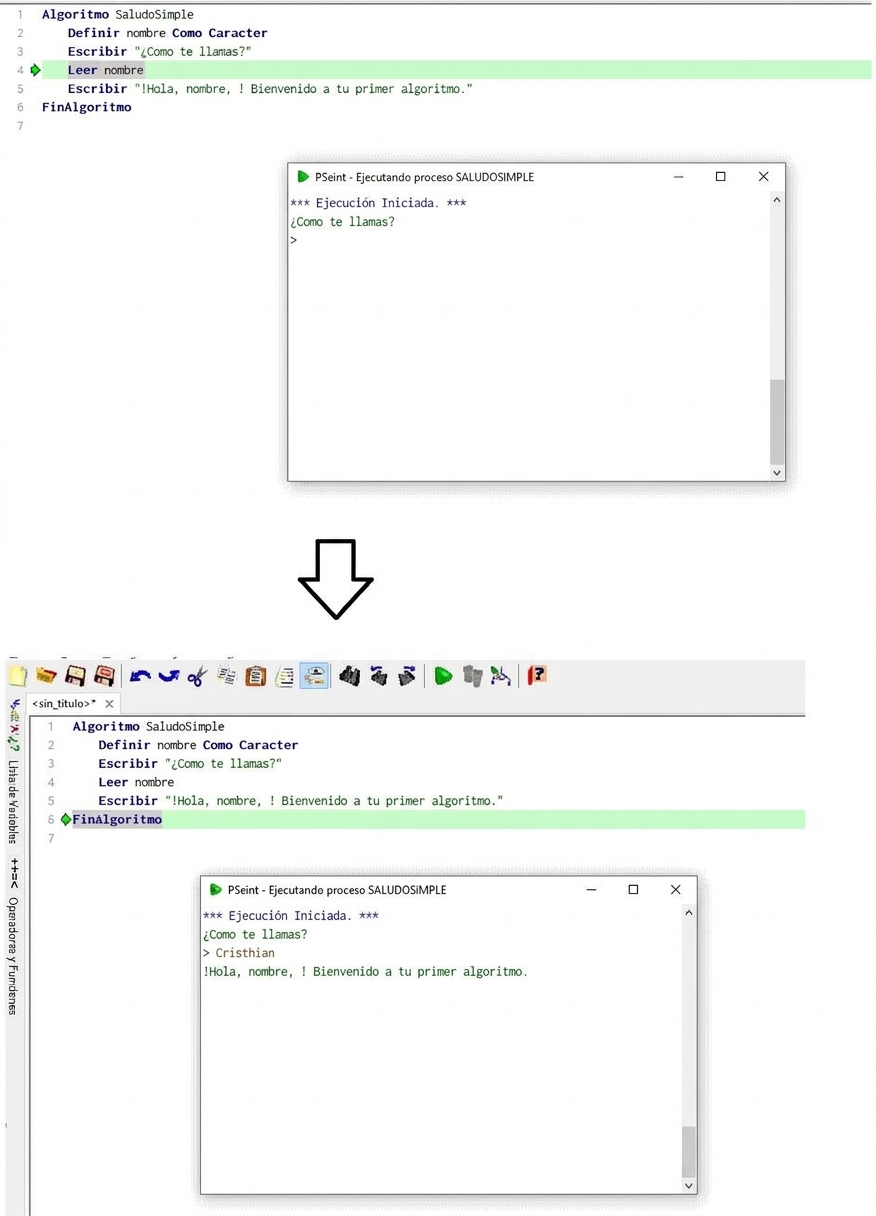 1 Algoritmo SaludoSimple
2 Definir nombre Como Caracter
3 Escribir "¿Como te llamas?"
4 Leer nombre
5 Escribir "!Hola, nombre, ! Bienvenido a tu primer algoritmo."
6 FinAlgoritmo
7
PSeint - Ejecutando proceso SALUDOSIMPLE
*** Ejecución Iniciada. ***
¿Como te llamas?
>
<sin_titulo>*
1 Algoritmo SaludoSimple
2 Definir nombre Como Caracter
3 Escribir "¿Como te llamas?"
4 Leer nombre
5 Escribir "!Hola, nombre, ! Bienvenido a tu primer algoritmo."
6 FinAlgoritmo
7
Lista de Variables
Operadores y Funciones
PSeint - Ejecutando proceso SALUDOSIMPLE
*** Ejecución Iniciada. ***
¿Como te llamas?
> Cristhian
!Hola, nombre, ! Bienvenido a tu primer algoritmo.